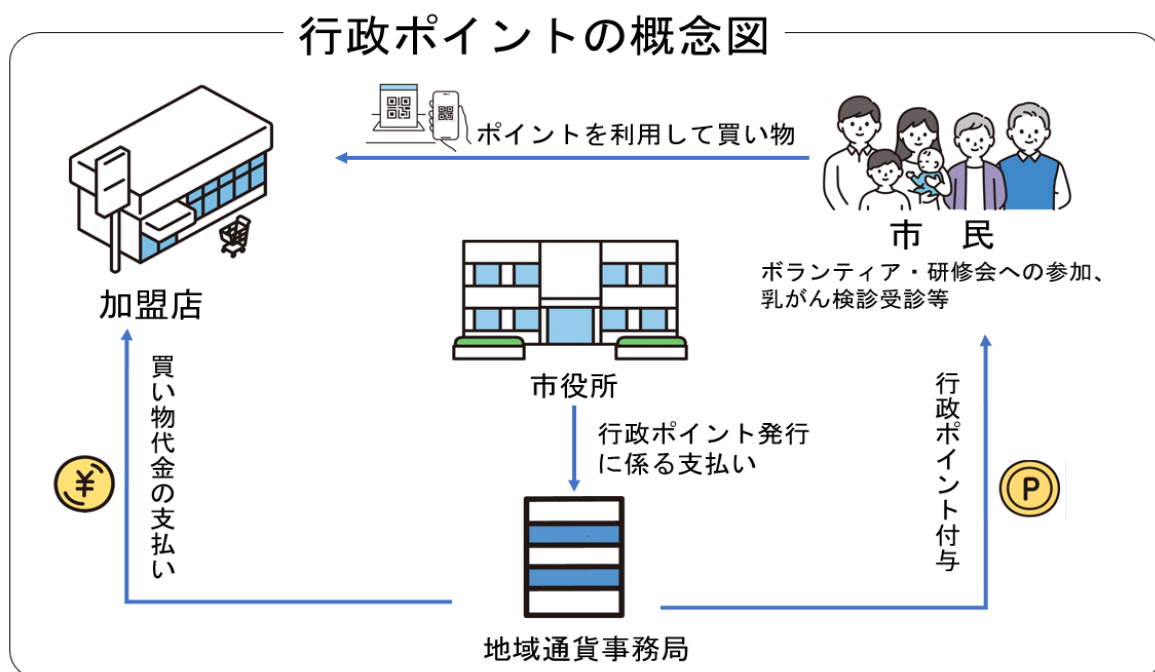 行政ポイントの概念図
ポイントを利用して買い物
市 民
ボランティア・研修会への参加、
乳がん検診受診等
加盟店
市役所
買い物代金の支払い
¥
行政ポイント発行
に係る支払い
行政ポイント付与
P
地域通貨事務局